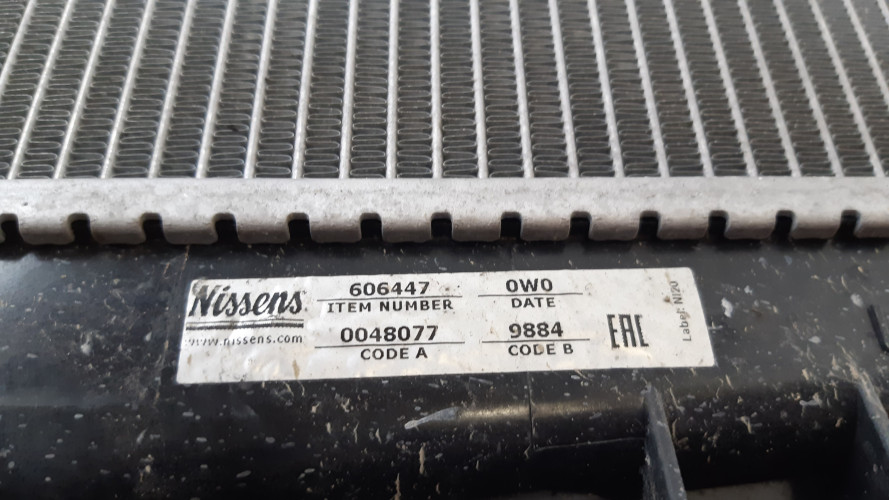 Nissens
www.nissens.com
606447
ITEM NUMBER
0W0
DATE
0048077
CODE A
9884
CODE B
EAC
Label: NI20